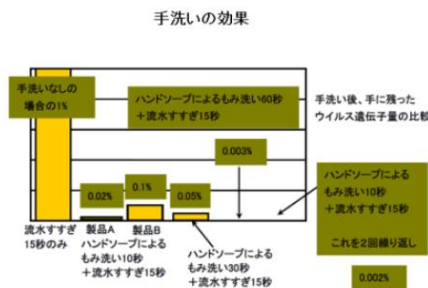 手洗いの効果
手洗いなしの
場合の1%
ハンドソープによるもみ洗い60秒
+流水すすぎ15秒
手洗い後、手に残った
ウイルス遺伝子量の比較
0.003%
0.02%
0.1%
0.05%
ハンドソープによる
もみ洗い10秒
+流水すすぎ15秒
これを2回繰り返し
0.002%
流水すすぎ
15秒のみ
製品A
製品B
ハンドソープによる
もみ洗い10秒
+流水すすぎ15秒
ハンドソープによる
もみ洗い30秒
+流水すすぎ15秒